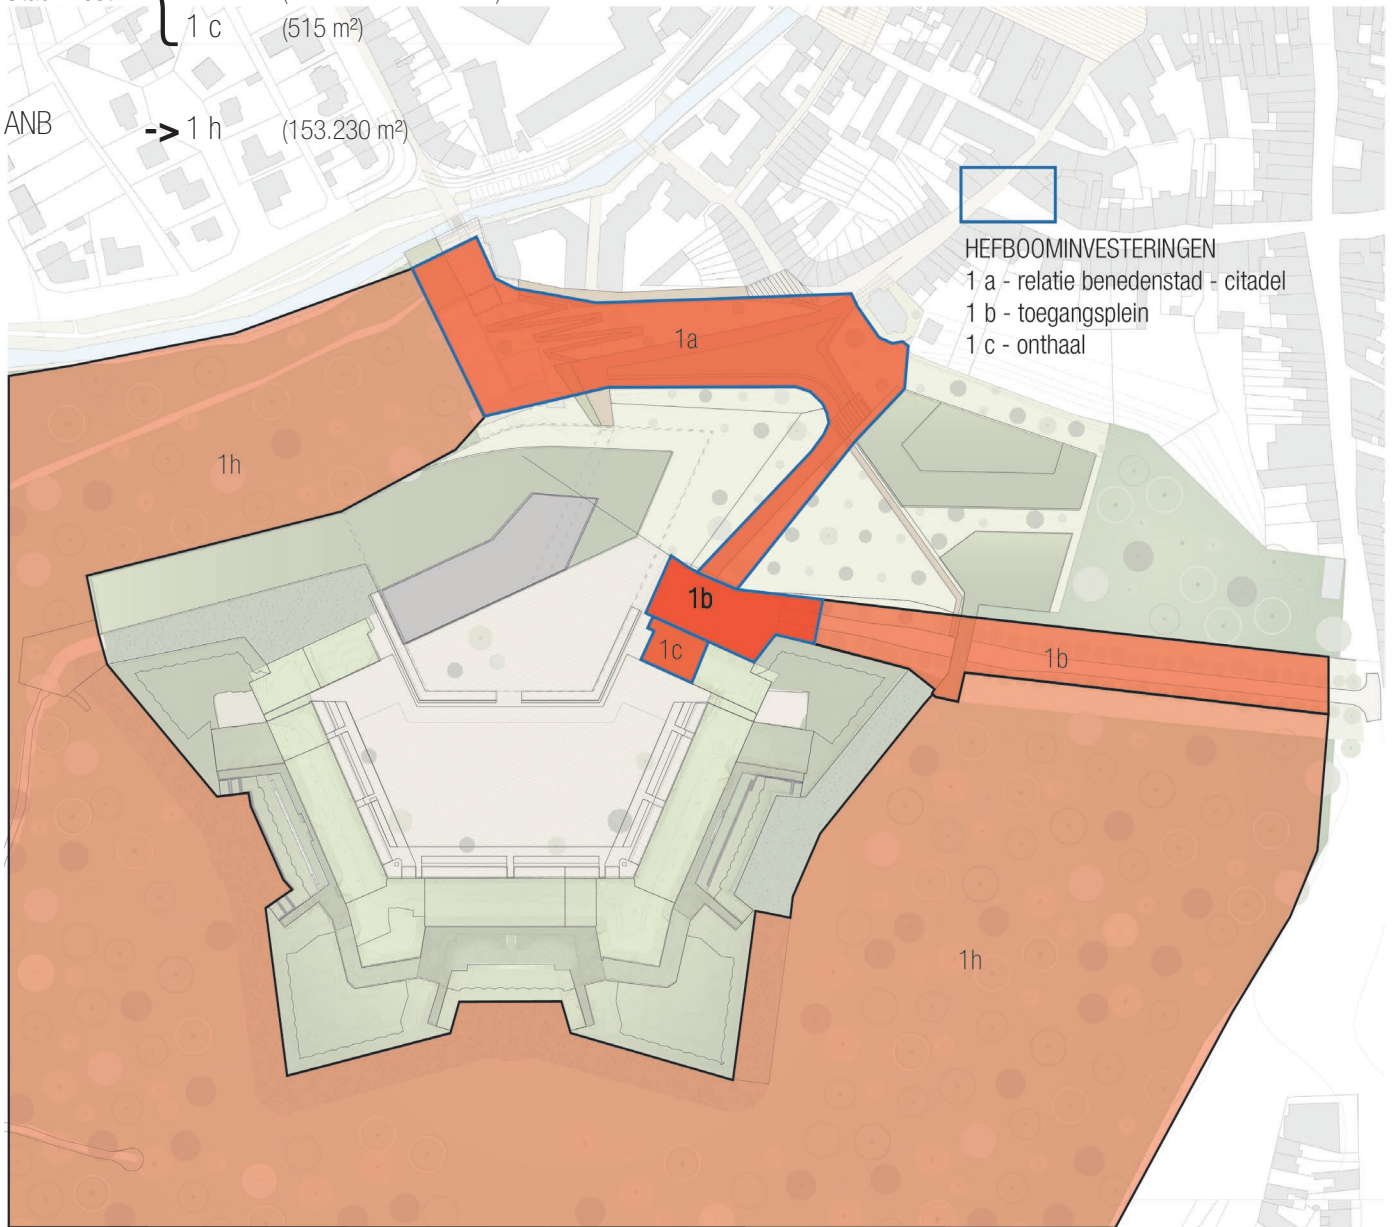 1 c (515 m²)
ANB -> 1 h (153.230 m²)
HEFBOOMINVESTERINGEN
1 a - relatie benedenstad - citadel
1 b - toegangsplein
1 c - onthaal
1a
1h
1b
1c
1b
1h